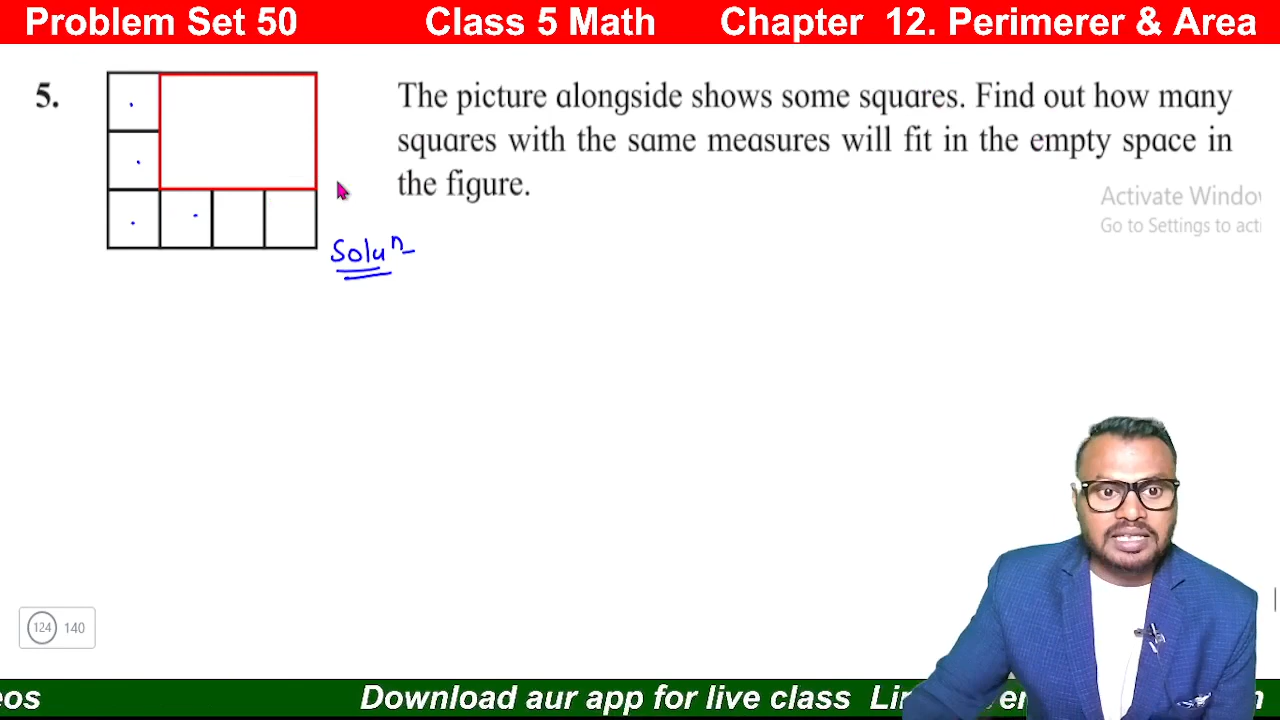 Problem Set 50 Class 5 Math Chapter 12. Perimerer & Area
5. The picture alongside shows some squares. Find out how many
squares with the same measures will fit in the empty space in
the figure.
Activate Windo
Go to Settings to acti
Soluⁿ
124 140
eos Download aur app for live class Lin